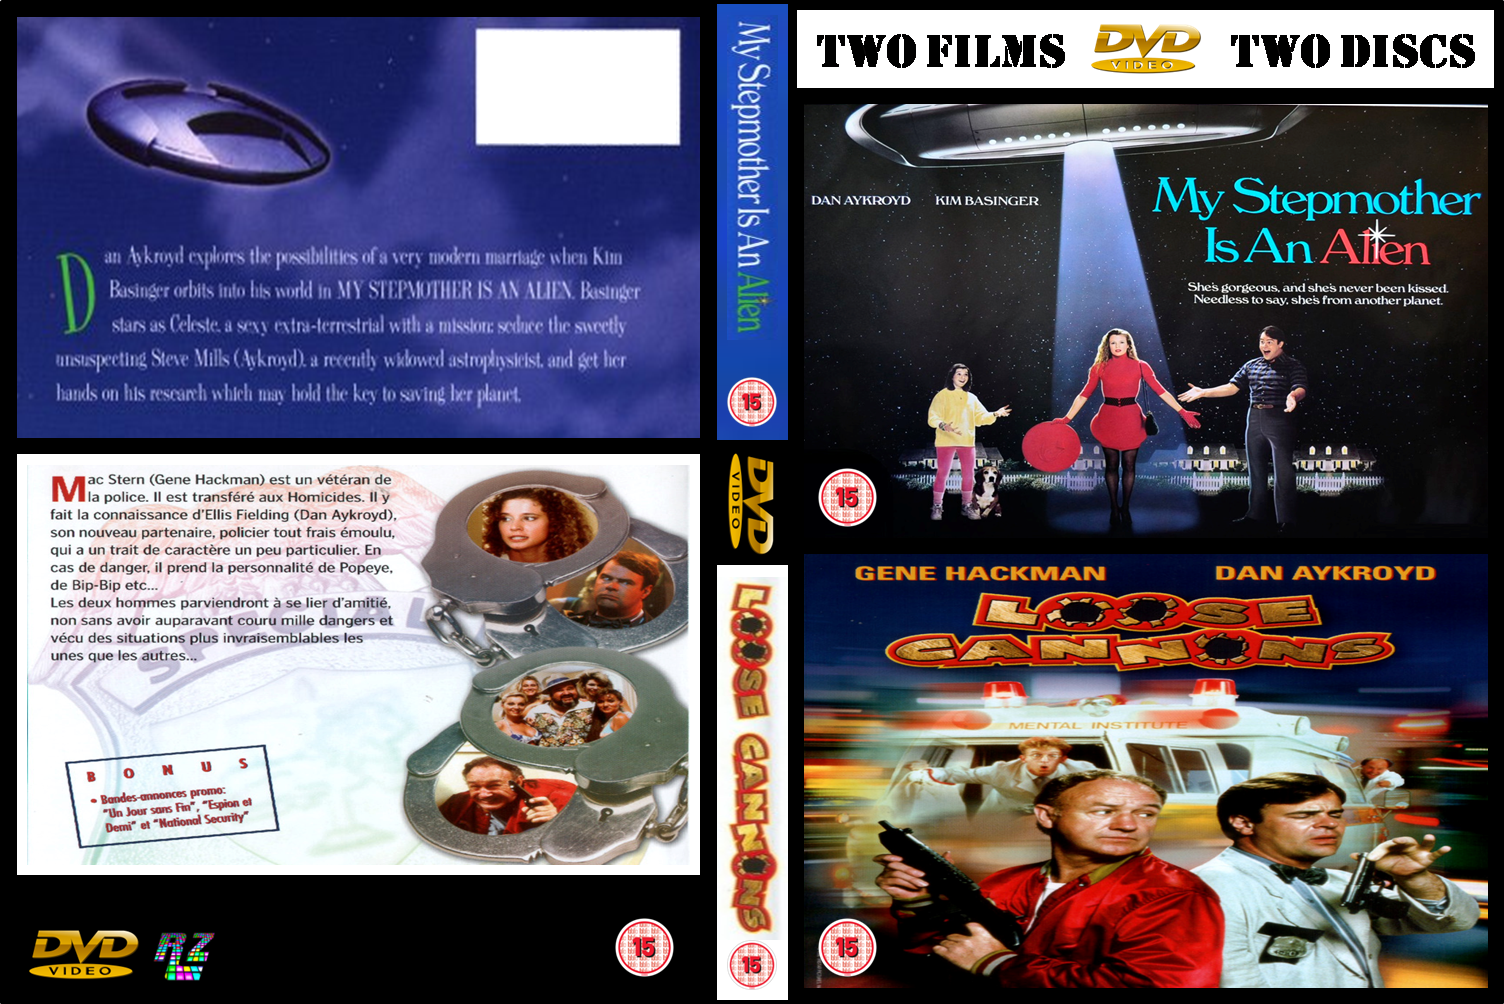 Dan Aykroyd explores the possibilities of a very modern marriage when Kim
Basinger orbits into his world in MY STEPMOTHER IS AN ALIEN. Basinger
stars as Celeste, a sexy extra-terrestrial with a mission: seduce the sweetly
unsuspecting Steve Mills (Aykroyd), a recently widowed astrophysicist, and get her
hands on his research which may hold the key to saving her planet.
Mac Stern (Gene Hackman) est un vétéran de
la police. Il est transféré aux Homicides. Il y
fait la connaissance d'Ellis Fielding (Dan Aykroyd),
son nouveau partenaire, policier tout frais émoulu,
qui a un trait de caractère un peu particulier. En
cas de danger, il prend la personnalité de Popeye,
de Bip-Bip etc...
Les deux hommes parviendront à se lier d'amitié,
non sans avoir auparavant couru mille dangers et
vécu des situations plus invraisemblables les
unes que les autres...
SPECIAL
BONUS
• Bandes-annonces promo:
"Un Jour sans Fin", "Espion et
Demi" et "National Security"
DVD
VIDEO
RZ
15
My Stepmother Is An Alien
15
DVD
VIDEO
LOOSE CANNONS
15
TWO FILMS
DVD
VIDEO
TWO DISCS
DAN AYKROYD KIM BASINGER
My Stepmother
Is An Alien
She's gorgeous, and she's never been kissed.
Needless to say, she's from another planet.
15
GENE HACKMAN DAN AYKROYD
LOOSE
CANNONS
MENTAL INSTITUTE
15